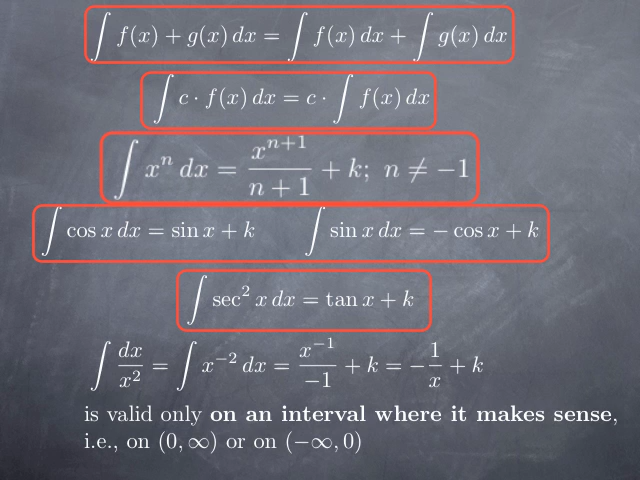 ∫ f(x) + g(x) dx = ∫ f(x) dx + ∫ g(x) dx
∫ c · f(x) dx = c · ∫ f(x) dx
∫ xⁿ dx = xⁿ⁺¹/(n + 1) + k; n ≠ −1
∫ cos x dx = sin x + k ∫ sin x dx = − cos x + k
∫ sec² x dx = tan x + k
∫ dx/x² = ∫ x⁻² dx = x⁻¹/−1 + k = −1/x + k
is valid only on an interval where it makes sense,
i.e., on (0, ∞) or on (−∞, 0)